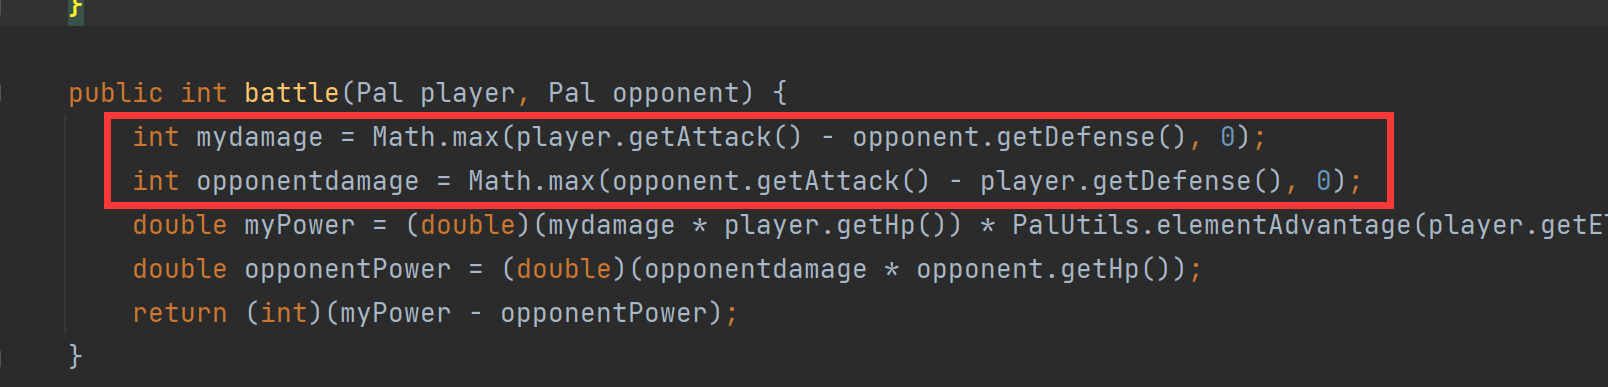 }
public int battle(Pal player, Pal opponent) {
int mydamage = Math.max(player.getAttack() - opponent.getDefense(), 0);
int opponentdamage = Math.max(opponent.getAttack() - player.getDefense(), 0);
double myPower = (double)(mydamage * player.getHp()) * PalUtils.elementAdvantage(player.getEl
double opponentPower = (double)(opponentdamage * opponent.getHp());
return (int)(myPower - opponentPower);
}